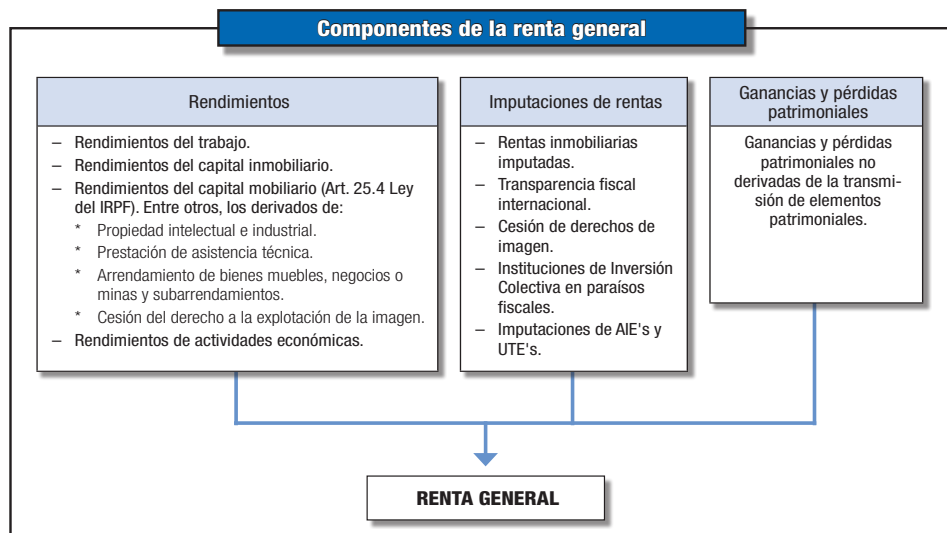 Componentes de la renta general
Rendimientos
– Rendimientos del trabajo.
– Rendimientos del capital inmobiliario.
– Rendimientos del capital mobiliario (Art. 25.4 Ley
del IRPF). Entre otros, los derivados de:
* Propiedad intelectual e industrial.
* Prestación de asistencia técnica.
* Arrendamiento de bienes muebles, negocios o
minas y subarrendamientos.
* Cesión del derecho a la explotación de la imagen.
– Rendimientos de actividades económicas.
Imputaciones de rentas
– Rentas inmobiliarias
imputadas.
– Transparencia fiscal
internacional.
– Cesión de derechos de
imagen.
– Instituciones de Inversión
Colectiva en paraísos
fiscales.
– Imputaciones de AIE's y
UTE's.
Ganancias y pérdidas
patrimoniales
Ganancias y pérdidas
patrimoniales no
derivadas de la transmi-
sión de elementos
patrimoniales.
RENTA GENERAL